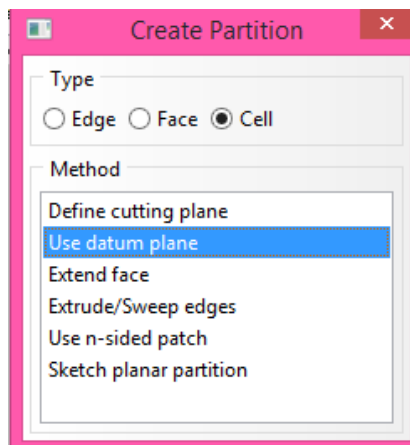 Create Partition
Type
Edge Face Cell
Method
Define cutting plane
Use datum plane
Extend face
Extrude/Sweep edges
Use n-sided patch
Sketch planar partition